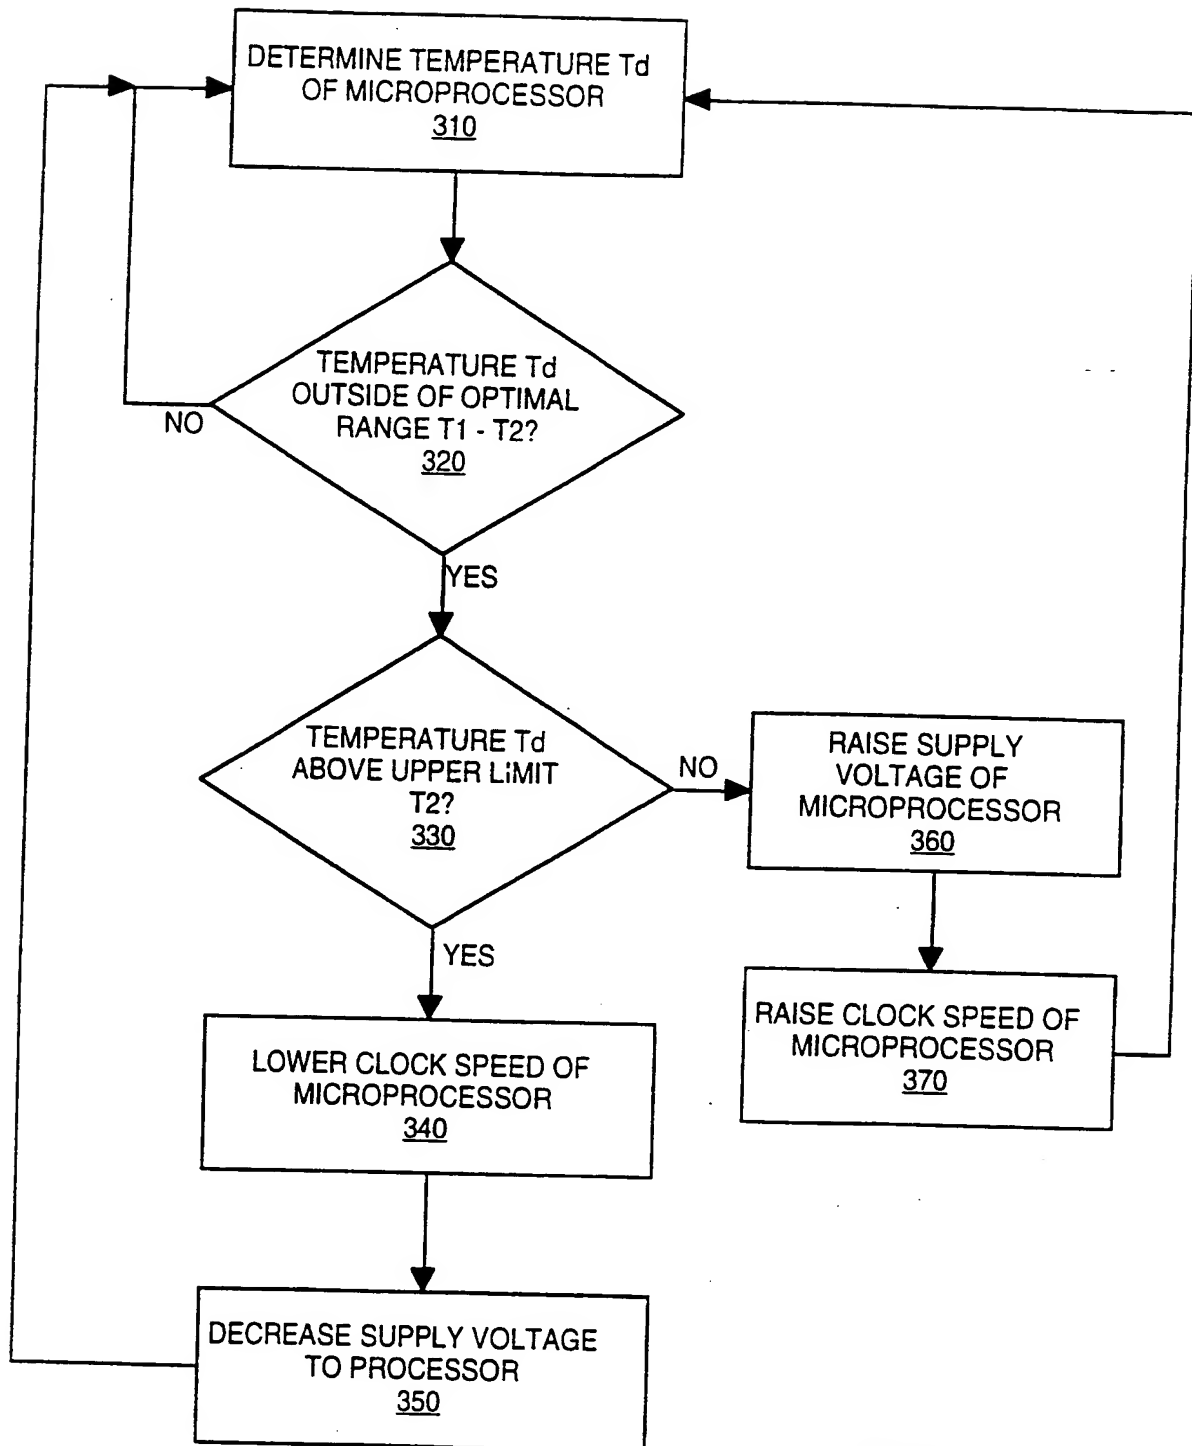 DETERMINE TEMPERATURE Td
OF MICROPROCESSOR
310
TEMPERATURE Td
OUTSIDE OF OPTIMAL
RANGE T1 - T2?
320
NO
YES
TEMPERATURE Td
ABOVE UPPER LIMIT
T2?
330
NO
RAISE SUPPLY
VOLTAGE OF
MICROPROCESSOR
360
YES
RAISE CLOCK SPEED OF
MICROPROCESSOR
370
LOWER CLOCK SPEED OF
MICROPROCESSOR
340
DECREASE SUPPLY VOLTAGE
TO PROCESSOR
350